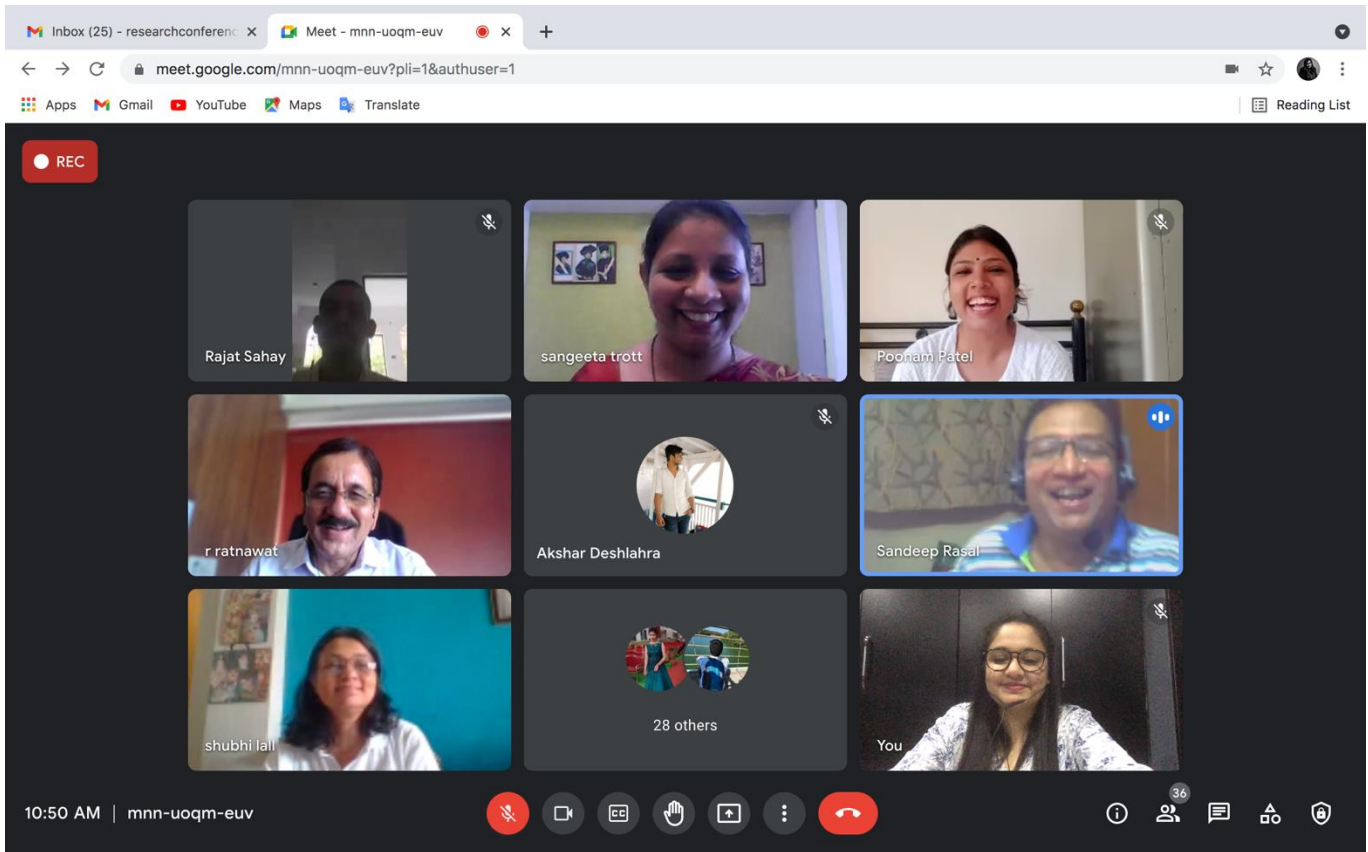 Inbox (25) - researchconferenc
Meet - mnn-uoqm-euv
meet.google.com/mnn-uoqm-euv?pli=1&authuser=1
Apps Gmail YouTube Maps Translate Reading List
REC
Rajat Sahay
sangeeta trott
Poonam Patel
r ratnawat
Akshar Deshlahra
Sandeep Rasal
shubhi lall
28 others
You
10:50 AM | mnn-uoqm-euv
CC
36